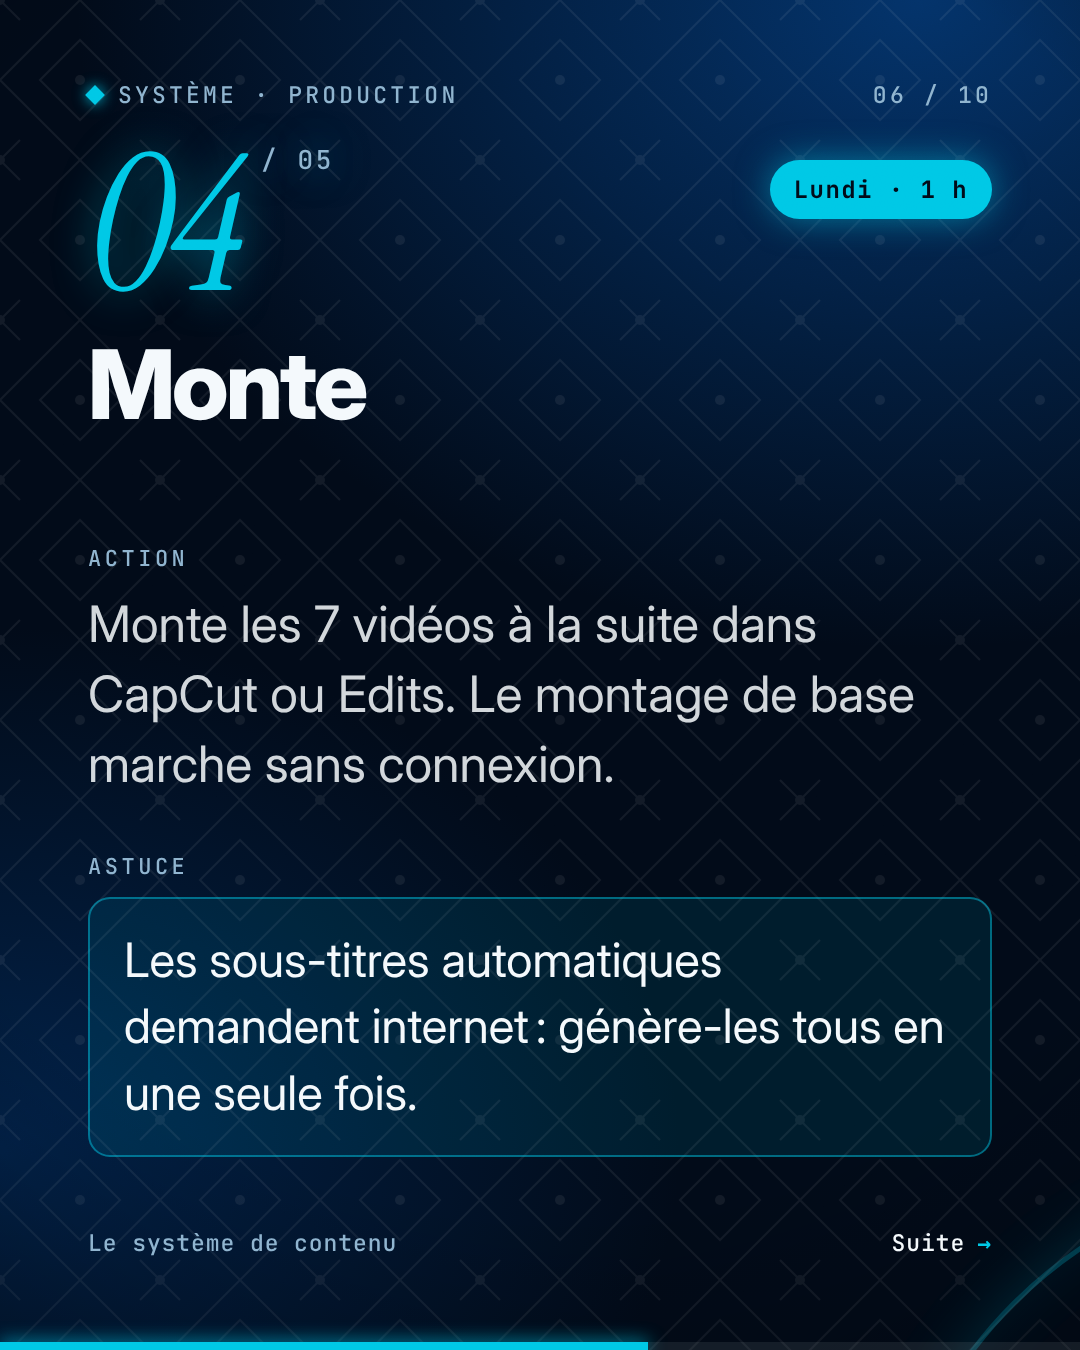 SYSTÈME · PRODUCTION
06 / 10
04 / 05
Lundi · 1 h
Monte
ACTION
Monte les 7 vidéos à la suite dans
CapCut ou Edits. Le montage de base
marche sans connexion.
ASTUCE
Les sous-titres automatiques
demandent internet : génère-les tous en
une seule fois.
Le système de contenu
Suite →